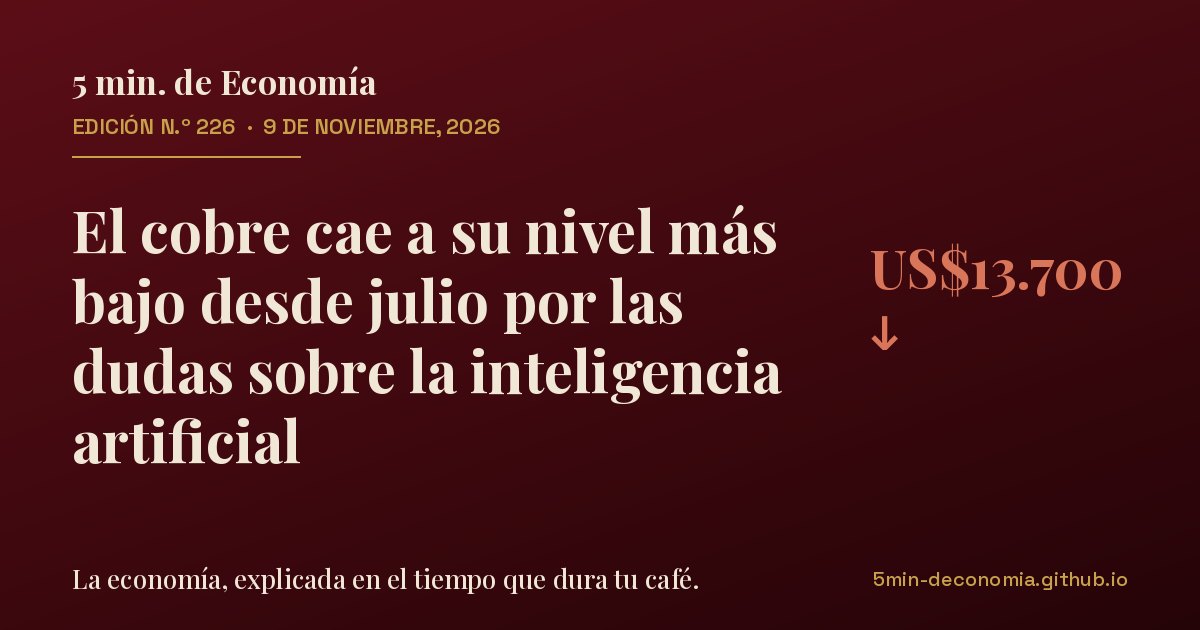 5 min. de Economía
EDICIÓN N.º 226 · 9 DE NOVIEMBRE, 2026
El cobre cae a su nivel más
bajo desde julio por las
dudas sobre la inteligencia
artificial
US$13.700
↓
La economía, explicada en el tiempo que dura tu café.
5min-deconomia.github.io